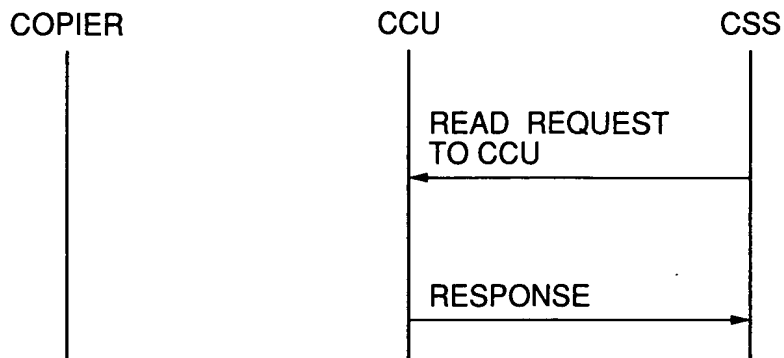 COPIER CCU CSS
READ REQUEST
TO CCU
RESPONSE